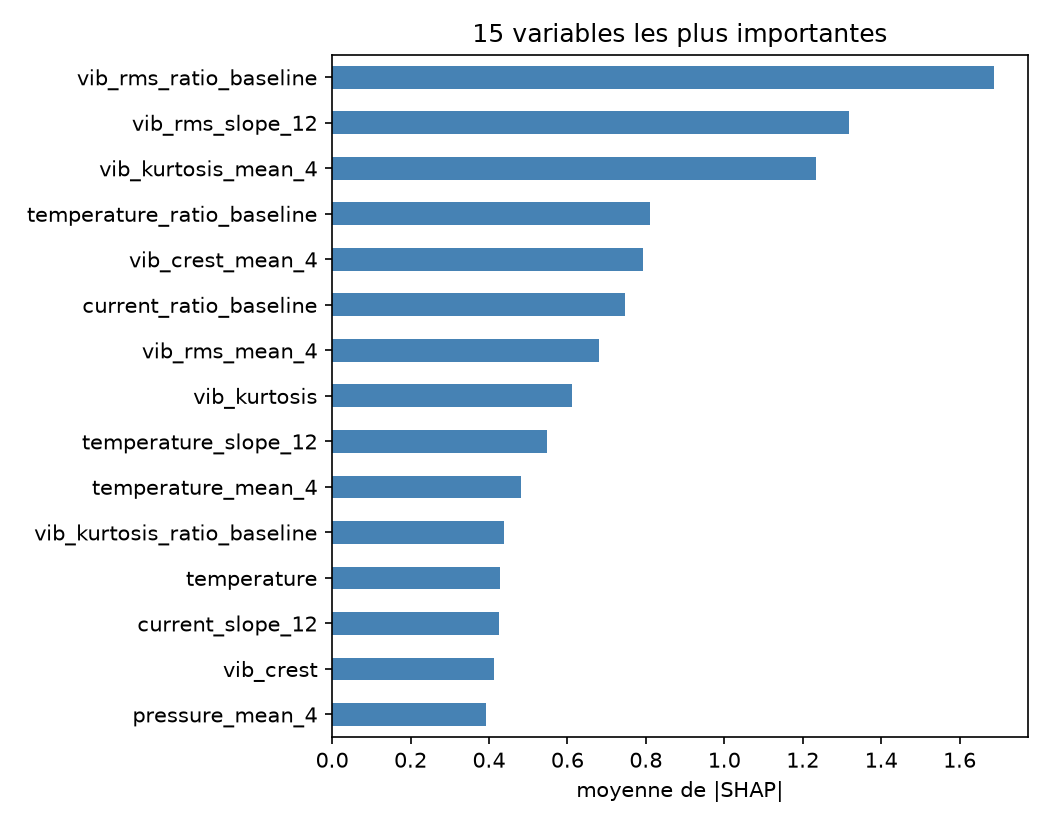 15 variables les plus importantes
vib_rms_ratio_baseline
vib_rms_slope_12
vib_kurtosis_mean_4
temperature_ratio_baseline
vib_crest_mean_4
current_ratio_baseline
vib_rms_mean_4
vib_kurtosis
temperature_slope_12
temperature_mean_4
vib_kurtosis_ratio_baseline
temperature
current_slope_12
vib_crest
pressure_mean_4
0.0 0.2 0.4 0.6 0.8 1.0 1.2 1.4 1.6
moyenne de |SHAP|